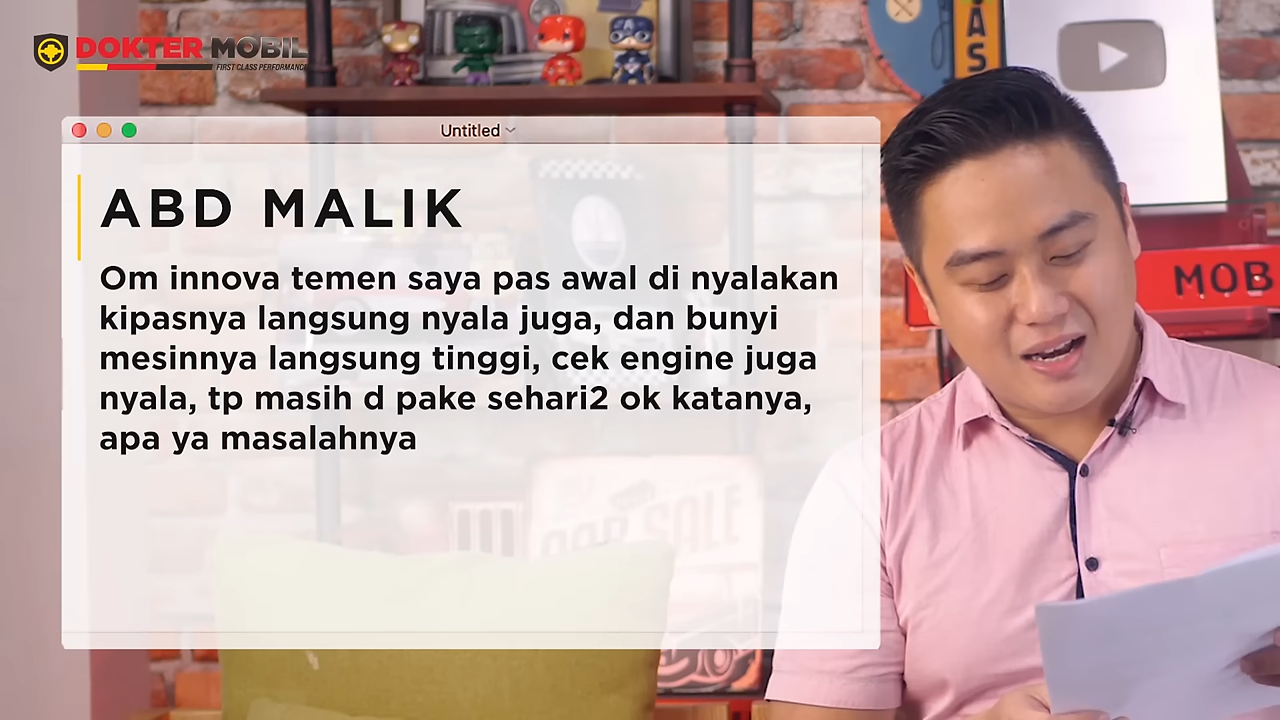 DOKTER MOBIL
FIRST CLASS PERFORMANCE
Untitled
ABD MALIK
Om innova temen saya pas awal di nyalakan
kipasnya langsung nyala juga, dan bunyi
mesinnya langsung tinggi, cek engine juga
nyala, tp masih d pake sehari2 ok katanya,
apa ya masalahnya
MOB
SALE